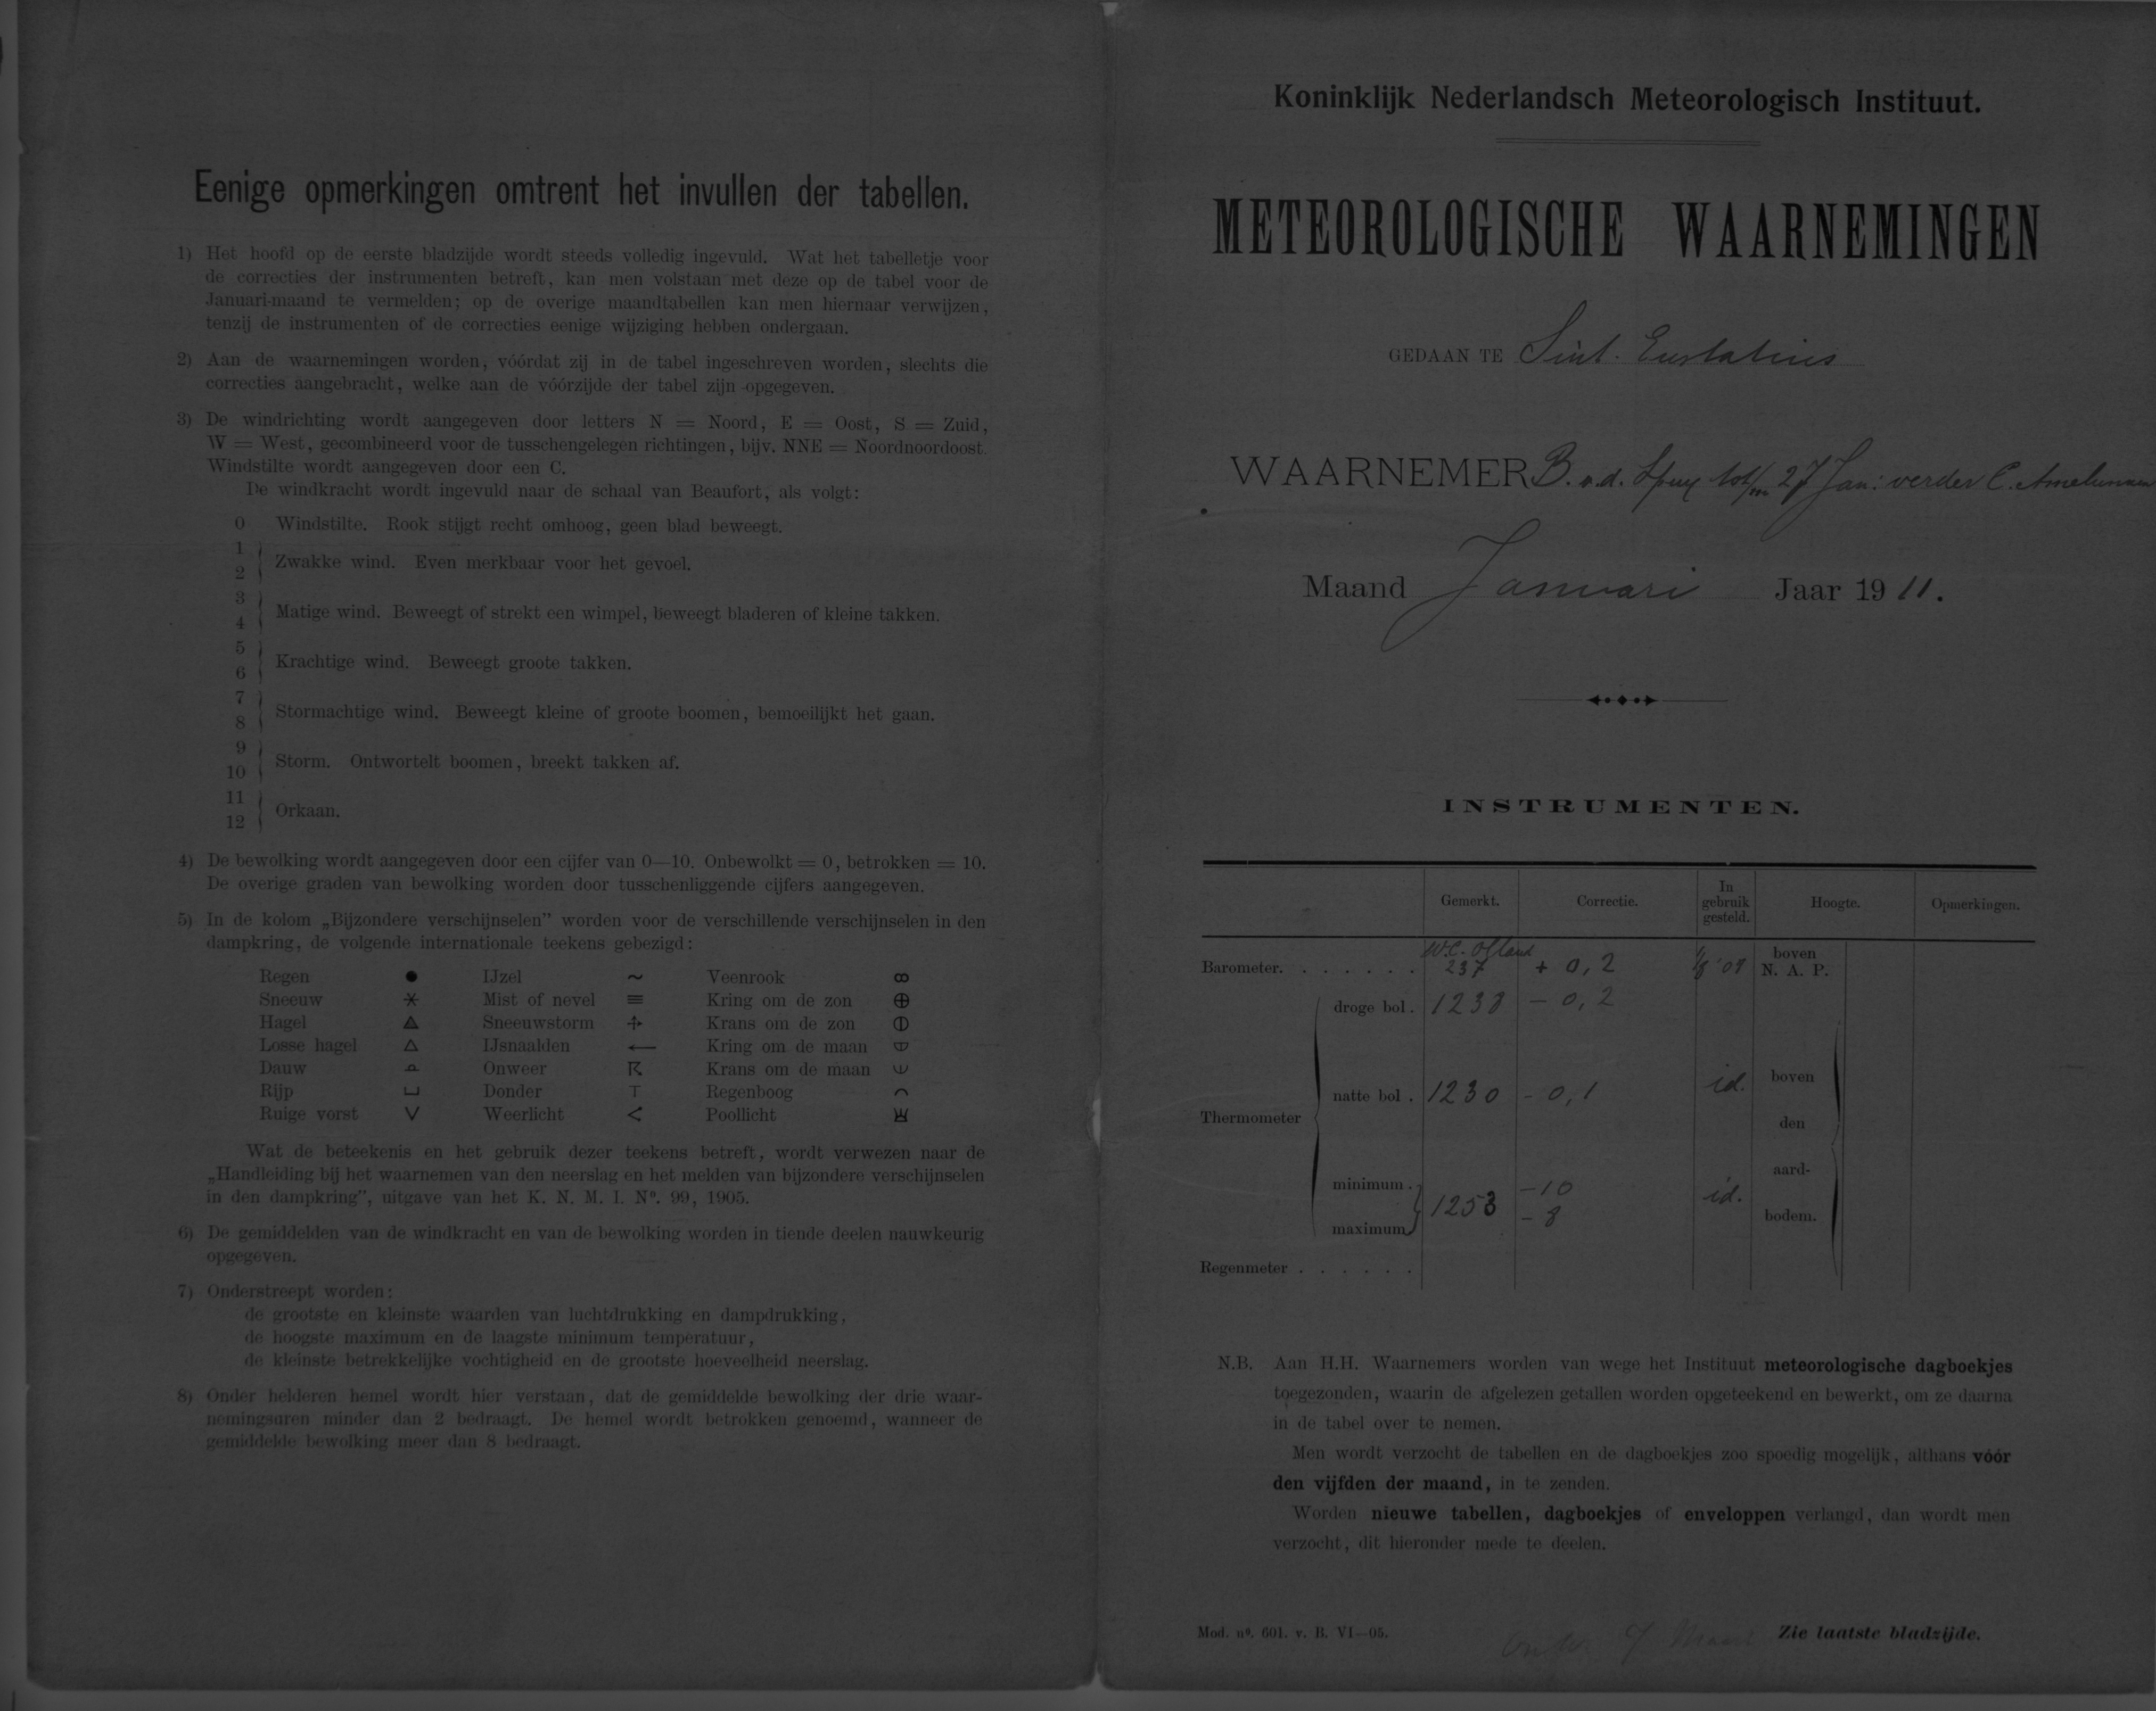 Eenige opmerkingen omtrent het invullen der tabellen.
1) Het hoofd op de eerste bladzijde wordt steeds volledig ingevuld. Wat het tabelletje voor
de correcties der instrumenten betreft, kan men volstaan met deze op de tabel voor de
Januari-maand te vermelden; op de overige maandtabellen kan men hiernaar verwijzen,
tenzij de instrumenten of de correcties eenige wijziging hebben ondergaan.
2) Aan de waarnemingen worden, vóórdat zij in de tabel ingeschreven worden, slechts die
correcties aangebracht, welke aan de vóórzijde der tabel zijn opgegeven.
3) De windrichting wordt aangegeven door letters N = Noord, E = Oost, S = Zuid,
W = West, gecombineerd voor de tusschengelegen richtingen, bijv. NNE = Noordnoordoost.
Windstilte wordt aangegeven door een C.
De windkracht wordt ingevuld naar de schaal van Beaufort, als volgt:
0 Windstilte. Rook stijgt recht omhoog, geen blad beweegt.
1
2 Zwakke wind. Even merkbaar voor het gevoel.
3
4 Matige wind. Beweegt of strekt een wimpel, beweegt bladeren of kleine takken.
5
6 Krachtige wind. Beweegt groote takken.
7
8 Stormachtige wind. Beweegt kleine of groote boomen, bemoeilijkt het gaan.
9
10 Storm. Ontwortelt boomen, breekt takken af.
11
12 Orkaan.
4) De bewolking wordt aangegeven door een cijfer van 0—10. Onbewolkt = 0, betrokken = 10.
De overige graden van bewolking worden door tusschenliggende cijfers aangegeven.
5) In de kolom „Bijzondere verschijnselen” worden voor de verschillende verschijnselen in den
dampkring, de volgende internationale teekens gebezigd:
Regen ● IJzel ~ Veenrook ∞
Sneeuw Mist of nevel ≡ Kring om de zon ⊕
Hagel ▲ Sneeuwstorm Krans om de zon
Losse hagel △ IJsnaalden ← Kring om de maan
Dauw Onweer Krans om de maan
Rijp Donder T Regenboog
Ruige vorst V Weerlicht < Poollicht
Wat de beteekenis en het gebruik dezer teekens betreft, wordt verwezen naar de
„Handleiding bij het waarnemen van den neerslag en het melden van bijzondere verschijnselen
in den dampkring”, uitgave van het K. N. M. I. Nº. 99, 1905.
6) De gemiddelden van de windkracht en van de bewolking worden in tiende deelen nauwkeurig
opgegeven.
7) Onderstreept worden:
de grootste en kleinste waarden van luchtdrukking en dampdrukking,
de hoogste maximum en de laagste minimum temperatuur,
de kleinste betrekkelijke vochtigheid en de grootste hoeveelheid neerslag.
8) Onder helderen hemel wordt hier verstaan, dat de gemiddelde bewolking der drie waar-
nemingsuren minder dan 2 bedraagt. De hemel wordt betrokken genoemd, wanneer de
gemiddelde bewolking meer dan 8 bedraagt.
Koninklijk Nederlandsch Meteorologisch Instituut.
METEOROLOGISCHE WAARNEMINGEN
GEDAAN TE Sint. Eustatius
WAARNEMER B. v.d. Spuy tot/m 27 Jan: verder C. Amelunxen
Maand Januari Jaar 1911.
INSTRUMENTEN.
Gemerkt. Correctie. In gebruik gesteld. Hoogte. Opmerkingen.
Barometer. W.C. Olland 237 + 0,2 1/8 '09 boven N. A. P.
droge bol. 1238 - 0,2
natte bol. 1230 - 0,1 id. boven
Thermometer den
minimum. - 10 aard-
1253 id.
maximum - 8 bodem.
Regenmeter
N.B. Aan H.H. Waarnemers worden van wege het Instituut meteorologische dagboekjes
toegezonden, waarin de afgelezen getallen worden opgeteekend en bewerkt, om ze daarna
in de tabel over te nemen.
Men wordt verzocht de tabellen en de dagboekjes zoo spoedig mogelijk, althans vóór
den vijfden der maand, in te zenden.
Worden nieuwe tabellen, dagboekjes of enveloppen verlangd, dan wordt men
verzocht, dit hieronder mede te deelen.
Mod. nº. 601. v. B. VI—05.
Zie laatste bladzijde.